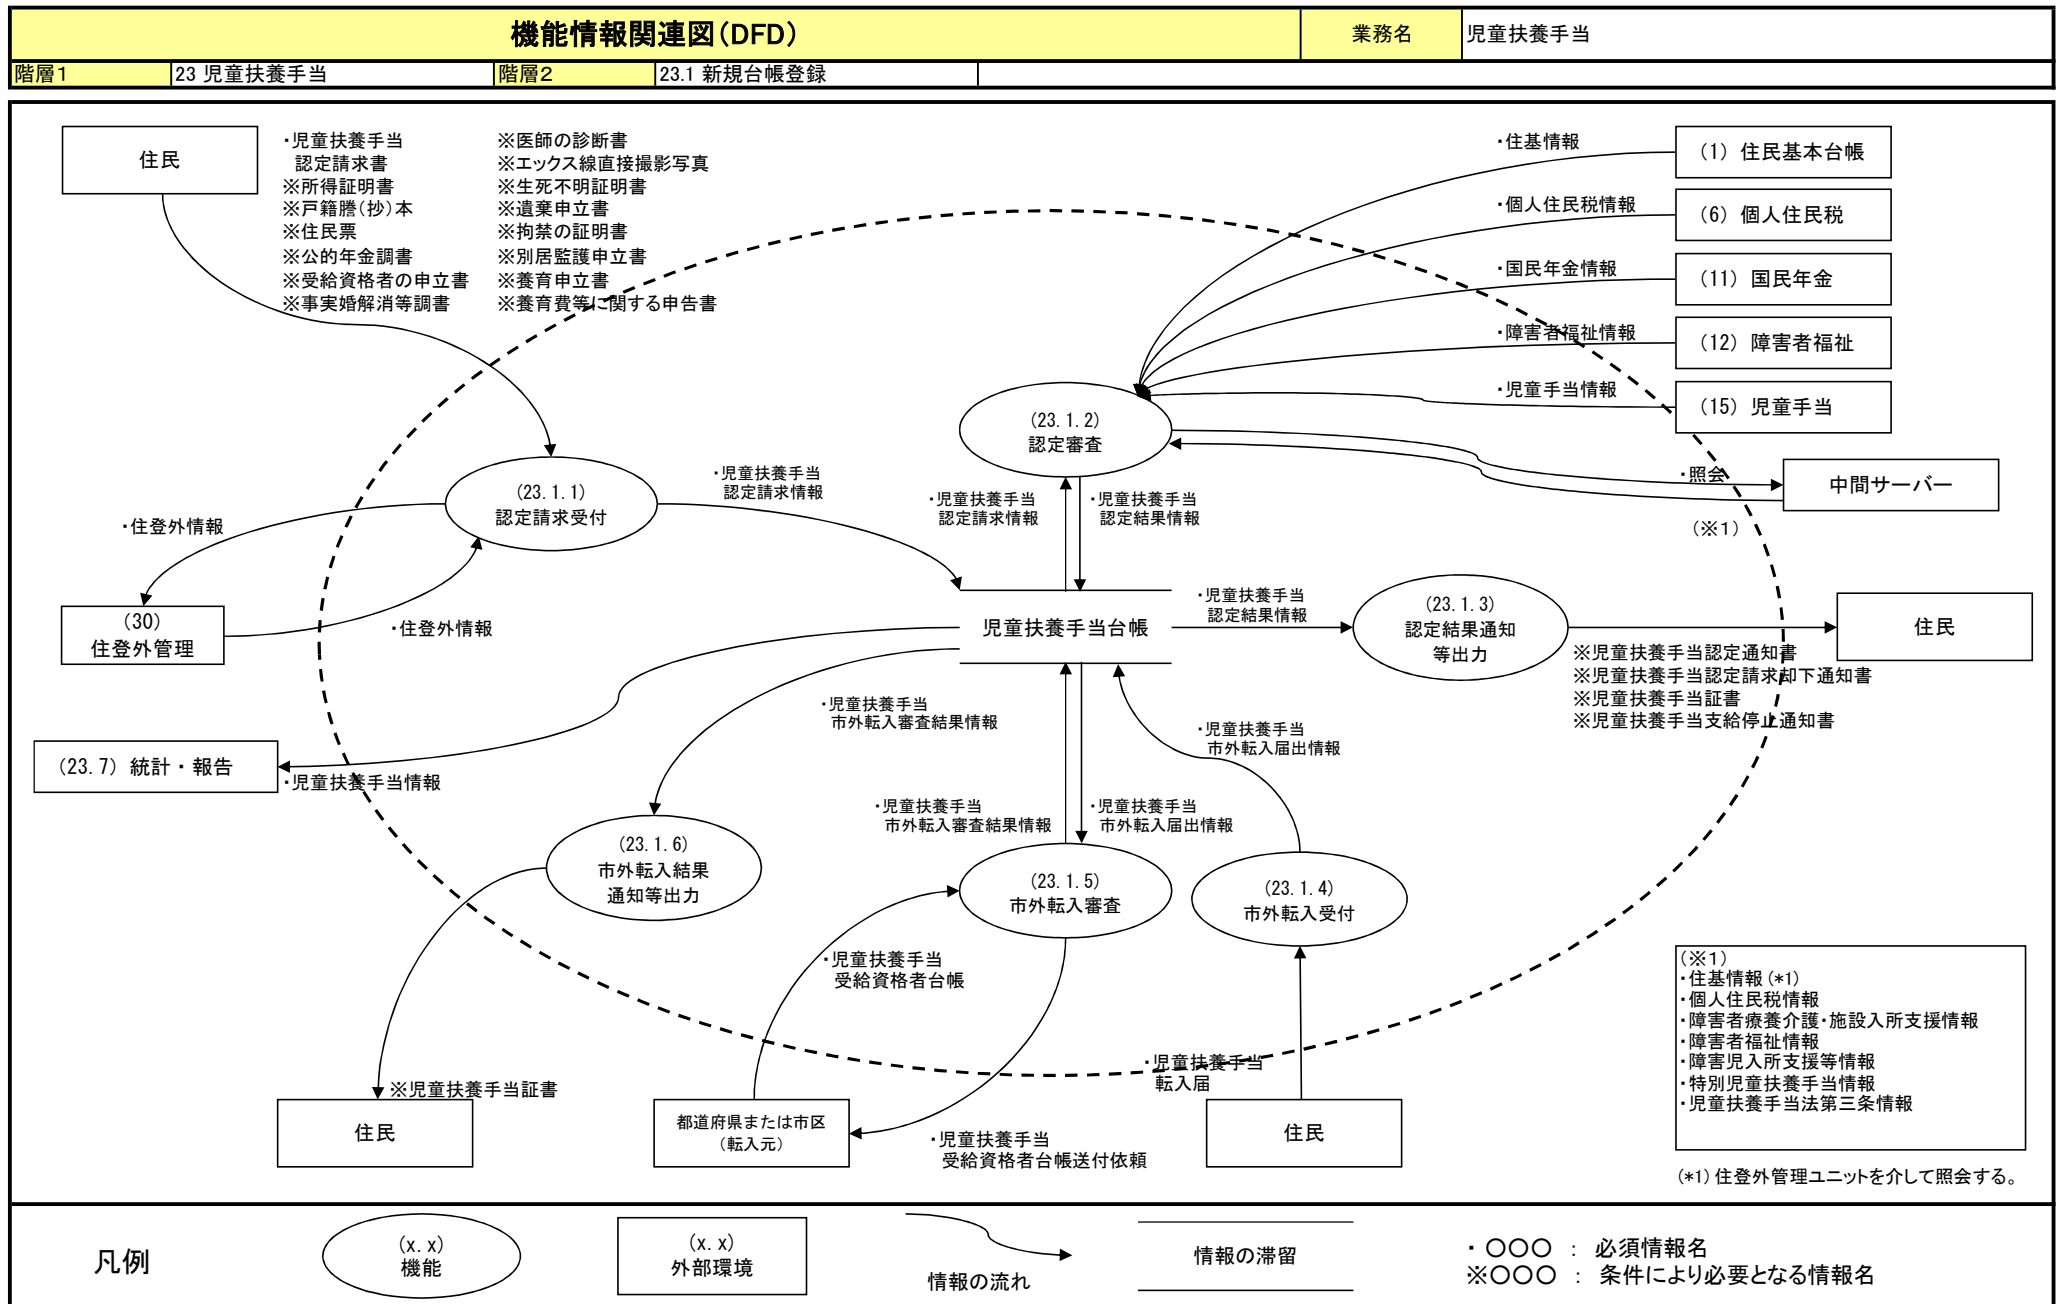 機能情報関連図（DFD）
業務名
児童扶養手当
階層１
23 児童扶養手当
階層２
23.1 新規台帳登録
住民
・児童扶養手当
認定請求書
※所得証明書
※戸籍謄（抄）本
※住民票
※公的年金調書
※受給資格者の申立書
※事実婚解消等調書
※医師の診断書
※エックス線直接撮影写真
※生死不明証明書
※遺棄申立書
※拘禁の証明書
※別居監護申立書
※養育申立書
※養育費等に関する申告書
・住基情報
(1) 住民基本台帳
・個人住民税情報
(6) 個人住民税
・国民年金情報
(11) 国民年金
・障害者福祉情報
(12) 障害者福祉
・児童手当情報
(15) 児童手当
(23.1.2)
認定審査
・照会
中間サーバー
（※１）
(23.1.1)
認定請求受付
・児童扶養手当
認定請求情報
・児童扶養手当
認定請求情報
・児童扶養手当
認定結果情報
・住登外情報
(30)
住登外管理
・住登外情報
児童扶養手当台帳
・児童扶養手当
認定結果情報
(23.1.3)
認定結果通知
等出力
住民
※児童扶養手当認定通知書
※児童扶養手当認定請求却下通知書
※児童扶養手当証書
※児童扶養手当支給停止通知書
・児童扶養手当
市外転入審査結果情報
・児童扶養手当
市外転入届出情報
(23.7) 統計・報告
・児童扶養手当情報
・児童扶養手当
市外転入審査結果情報
・児童扶養手当
市外転入届出情報
(23.1.6)
市外転入結果
通知等出力
(23.1.5)
市外転入審査
(23.1.4)
市外転入受付
・児童扶養手当
受給資格者台帳
・児童扶養手当
転入届
※児童扶養手当証書
住民
都道府県または市区
（転入元）
・児童扶養手当
受給資格者台帳送付依頼
住民
（※１）
・住基情報(*1)
・個人住民税情報
・障害者療養介護・施設入所支援情報
・障害者福祉情報
・障害児入所支援等情報
・特別児童扶養手当情報
・児童扶養手当法第三条情報
(*1) 住登外管理ユニットを介して照会する。
凡例
(x.x)
機能
(x.x)
外部環境
情報の流れ
情報の滞留
・ 〇〇〇 ： 必須情報名
※〇〇〇 ： 条件により必要となる情報名